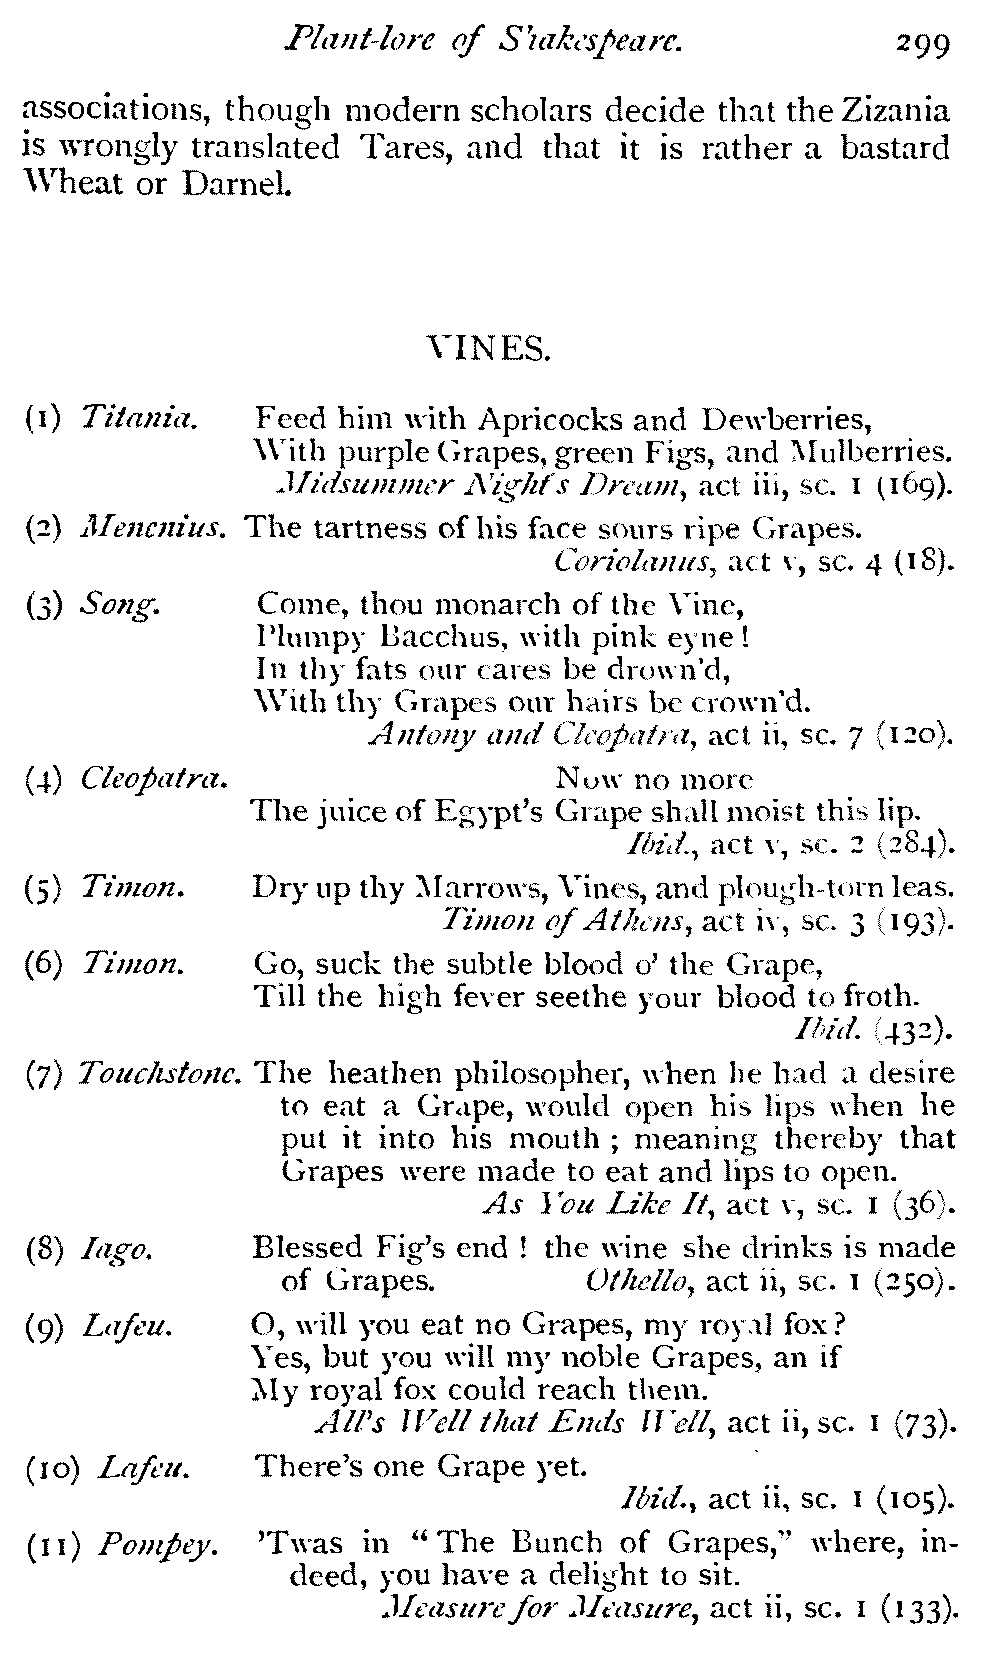 Plant-lore of Shakespeare. 299
associations, though modern scholars decide that the Zizania
is wrongly translated Tares, and that it is rather a bastard
Wheat or Darnel.
VINES.
(1) Titania. Feed him with Apricocks and Dewberries,
With purple Grapes, green Figs, and Mulberries.
Midsummer Night's Dream, act iii, sc. 1 (169).
(2) Menenius. The tartness of his face sours ripe Grapes.
Coriolanus, act v, sc. 4 (18).
(3) Song. Come, thou monarch of the Vine,
Plumpy Bacchus, with pink eyne!
In thy fats our cares be drown'd,
With thy Grapes our hairs be crown'd.
Antony and Cleopatra, act ii, sc. 7 (120).
(4) Cleopatra. Now no more
The juice of Egypt's Grape shall moist this lip.
Ibid., act v, sc. 2 (284).
(5) Timon. Dry up thy Marrows, Vines, and plough-torn leas.
Timon of Athens, act iv, sc. 3 (193).
(6) Timon. Go, suck the subtle blood o' the Grape,
Till the high fever seethe your blood to froth.
Ibid. (432).
(7) Touchstone. The heathen philosopher, when he had a desire
to eat a Grape, would open his lips when he
put it into his mouth ; meaning thereby that
Grapes were made to eat and lips to open.
As You Like It, act v, sc. 1 (36).
(8) Iago. Blessed Fig's end ! the wine she drinks is made
of Grapes. Othello, act ii, sc. 1 (250).
(9) Lafeu. O, will you eat no Grapes, my royal fox?
Yes, but you will my noble Grapes, an if
My royal fox could reach them.
All's Well that Ends Well, act ii, sc. 1 (73).
(10) Lafeu. There's one Grape yet.
Ibid., act ii, sc. 1 (105).
(11) Pompey. 'Twas in "The Bunch of Grapes," where, in-
deed, you have a delight to sit.
Measure for Measure, act ii, sc. 1 (133).